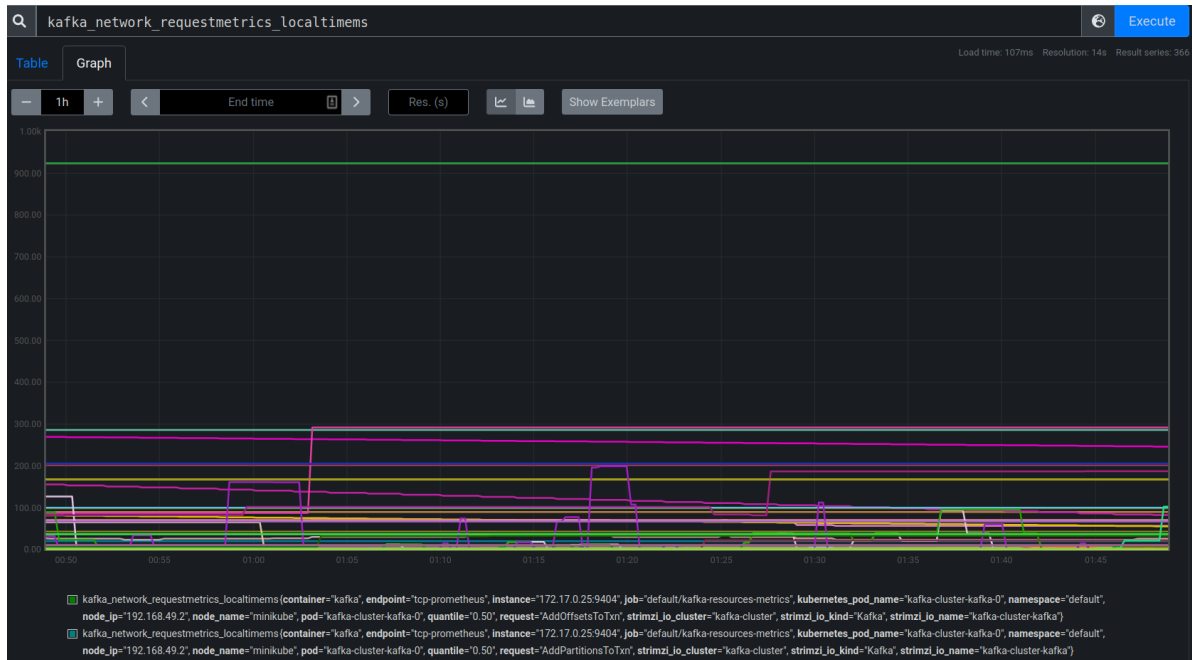 kafka_network_requestmetrics_localtimems
Execute
Table Graph
Load time: 107ms Resolution: 14s Result series: 366
− 1h + < End time > Res. (s) Show Exemplars
1.00k
900.00
800.00
700.00
600.00
500.00
400.00
300.00
200.00
100.00
0.00
00:50 00:55 01:00 01:05 01:10 01:15 01:20 01:25 01:30 01:35 01:40 01:45
kafka_network_requestmetrics_localtimems{container="kafka", endpoint="tcp-prometheus", instance="172.17.0.25:9404", job="default/kafka-resources-metrics", kubernetes_pod_name="kafka-cluster-kafka-0", namespace="default",
node_ip="192.168.49.2", node_name="minikube", pod="kafka-cluster-kafka-0", quantile="0.50", request="AddOffsetsToTxn", strimzi_io_cluster="kafka-cluster", strimzi_io_kind="Kafka", strimzi_io_name="kafka-cluster-kafka"}
kafka_network_requestmetrics_localtimems{container="kafka", endpoint="tcp-prometheus", instance="172.17.0.25:9404", job="default/kafka-resources-metrics", kubernetes_pod_name="kafka-cluster-kafka-0", namespace="default",
node_ip="192.168.49.2", node_name="minikube", pod="kafka-cluster-kafka-0", quantile="0.50", request="AddPartitionsToTxn", strimzi_io_cluster="kafka-cluster", strimzi_io_kind="Kafka", strimzi_io_name="kafka-cluster-kafka"}